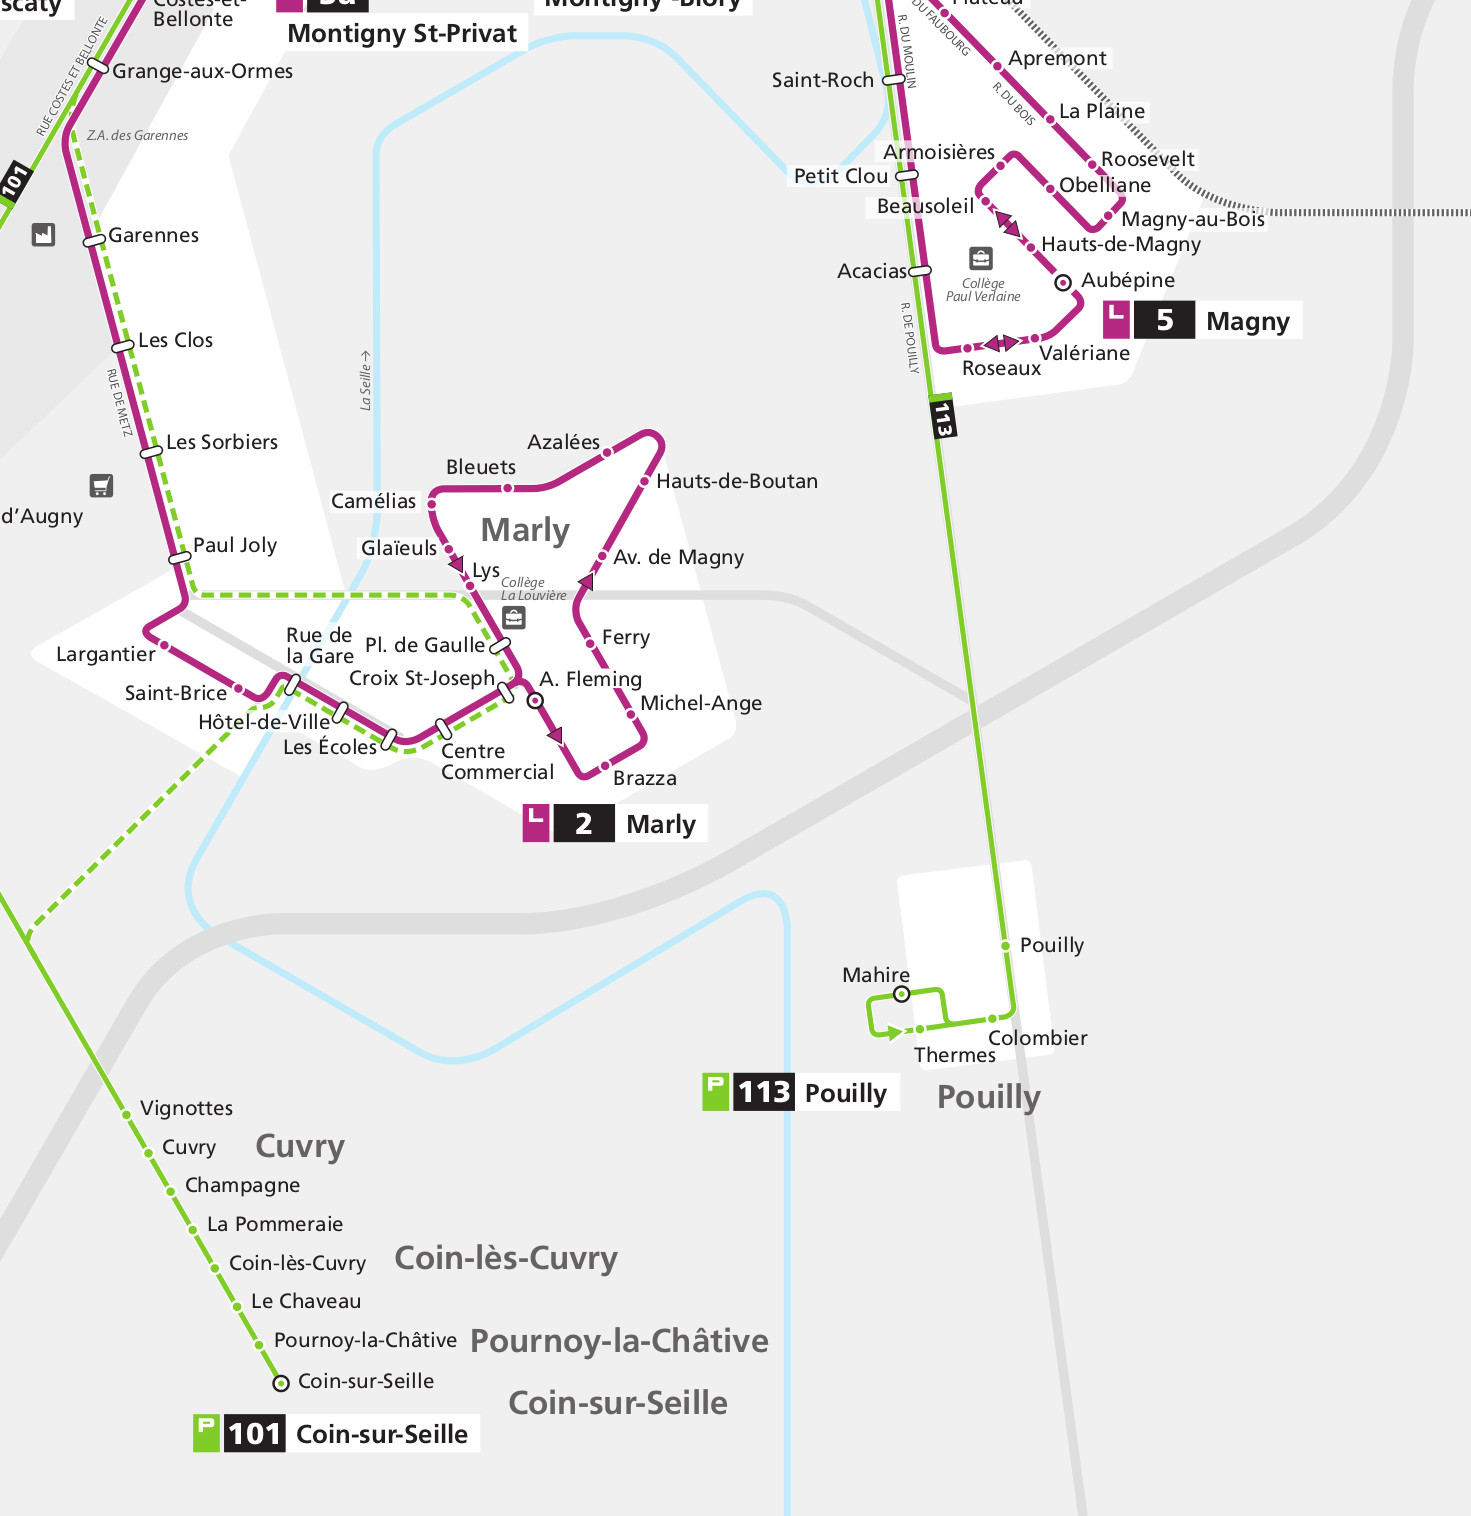 Costes-et-
Bellonte
Montigny St-Privat
Grange-aux-Ormes
RUE COSTES ET BELLONTE
Z.A. des Garennes
101
Garennes
Les Clos
RUE DE METZ
Les Sorbiers
d’Augny
Paul Joly
La Seille →
R. DU MOULIN
DU FAUBOURG
Apremont
Saint-Roch
R. DU BOIS
La Plaine
Armoisières
Roosevelt
Petit Clou
Obelliane
Beausoleil
Magny-au-Bois
Hauts-de-Magny
Acacias
Collège
Paul Verlaine
Aubépine
L 5 Magny
R. DE POUILLY
Valériane
Roseaux
113
Azalées
Bleuets
Hauts-de-Boutan
Camélias
Marly
Glaïeuls
Av. de Magny
Lys
Collège
La Louvière
Rue de
la Gare
Pl. de Gaulle
Ferry
Largantier
Croix St-Joseph
A. Fleming
Saint-Brice
Michel-Ange
Hôtel-de-Ville
Les Écoles
Centre
Commercial
Brazza
L 2 Marly
Pouilly
Mahire
Colombier
Thermes
P 113 Pouilly
Pouilly
Vignottes
Cuvry
Cuvry
Champagne
La Pommeraie
Coin-lès-Cuvry
Coin-lès-Cuvry
Le Chaveau
Pournoy-la-Châtive
Pournoy-la-Châtive
Coin-sur-Seille
Coin-sur-Seille
P 101 Coin-sur-Seille